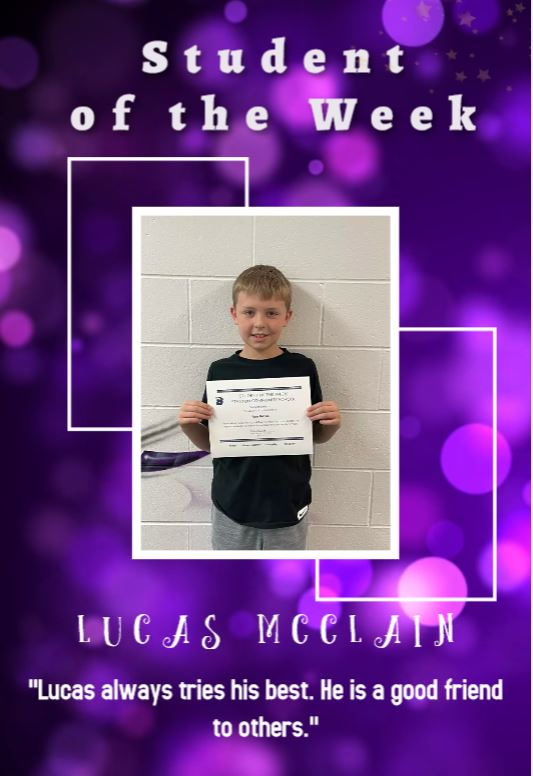 Student
of the Week
LUCAS MCCLAIN
"Lucas always tries his best. He is a good friend
to others."